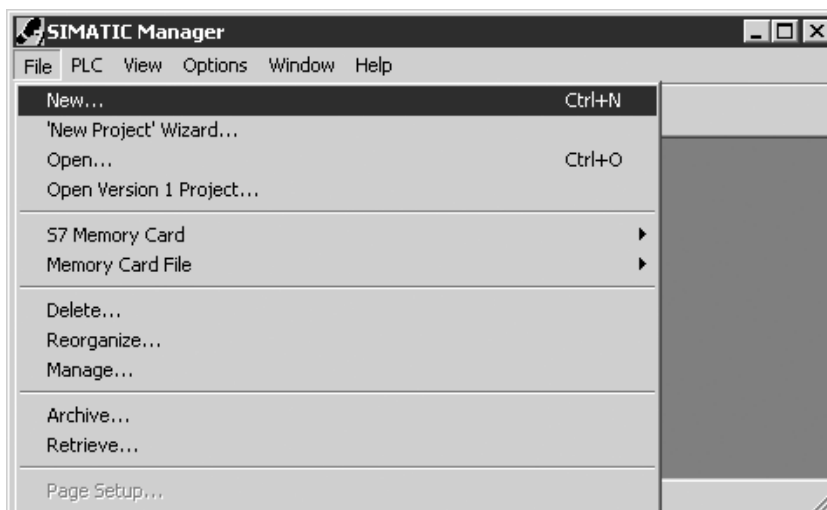 SIMATIC Manager
File PLC View Options Window Help
New... Ctrl+N
'New Project' Wizard...
Open... Ctrl+O
Open Version 1 Project...
S7 Memory Card
Memory Card File
Delete...
Reorganize...
Manage...
Archive...
Retrieve...
Page Setup...